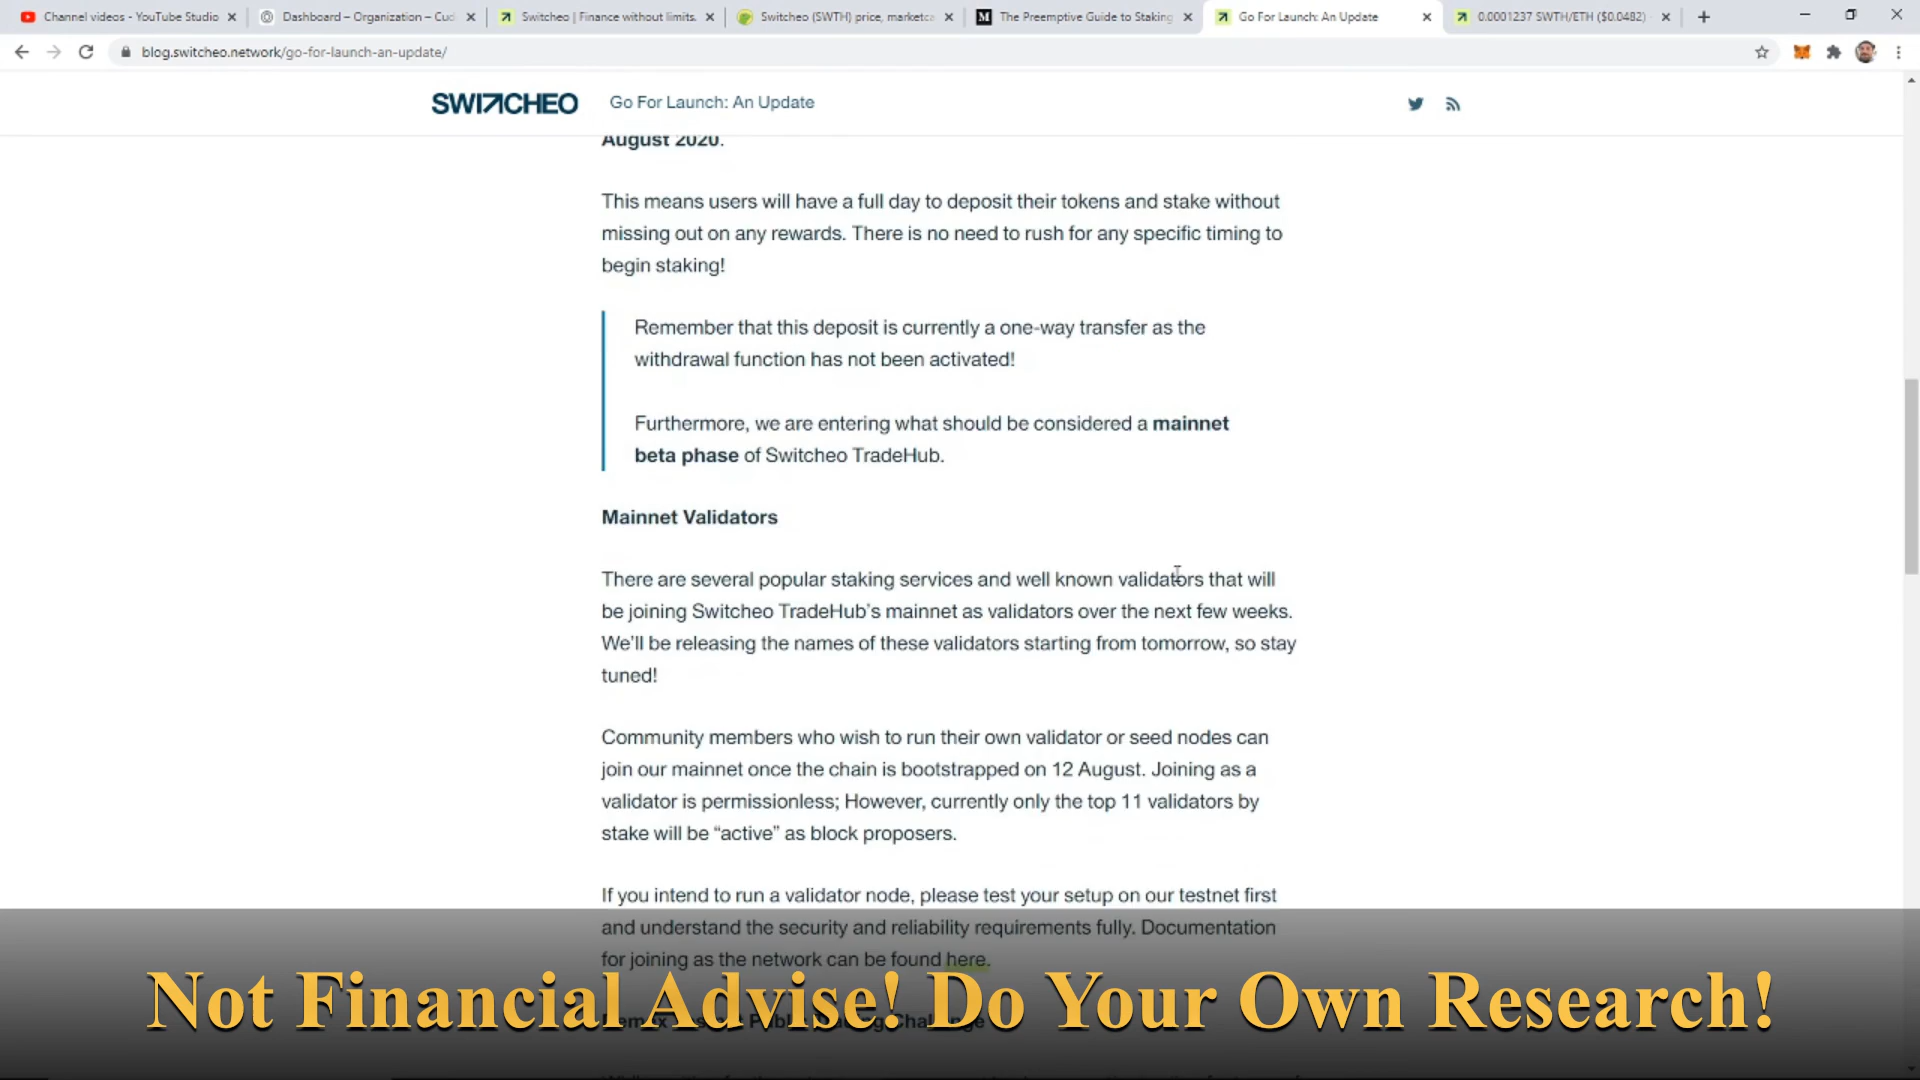 Channel videos - YouTube Studio
Dashboard – Organization – Cud
Switcheo | Finance without limits.
Switcheo (SWTH) price, marketca
The Preemptive Guide to Staking
Go For Launch: An Update
0.0001237 SWTH/ETH ($0.0482)
blog.switcheo.network/go-for-launch-an-update/
SWITCHEO
Go For Launch: An Update
August 2020.
This means users will have a full day to deposit their tokens and stake without
missing out on any rewards. There is no need to rush for any specific timing to
begin staking!
Remember that this deposit is currently a one-way transfer as the
withdrawal function has not been activated!
Furthermore, we are entering what should be considered a mainnet
beta phase of Switcheo TradeHub.
Mainnet Validators
There are several popular staking services and well known validators that will
be joining Switcheo TradeHub’s mainnet as validators over the next few weeks.
We’ll be releasing the names of these validators starting from tomorrow, so stay
tuned!
Community members who wish to run their own validator or seed nodes can
join our mainnet once the chain is bootstrapped on 12 August. Joining as a
validator is permissionless; However, currently only the top 11 validators by
stake will be “active” as block proposers.
If you intend to run a validator node, please test your setup on our testnet first
and understand the security and reliability requirements fully. Documentation
for joining as the network can be found here.
Not Financial Advise! Do Your Own Research!